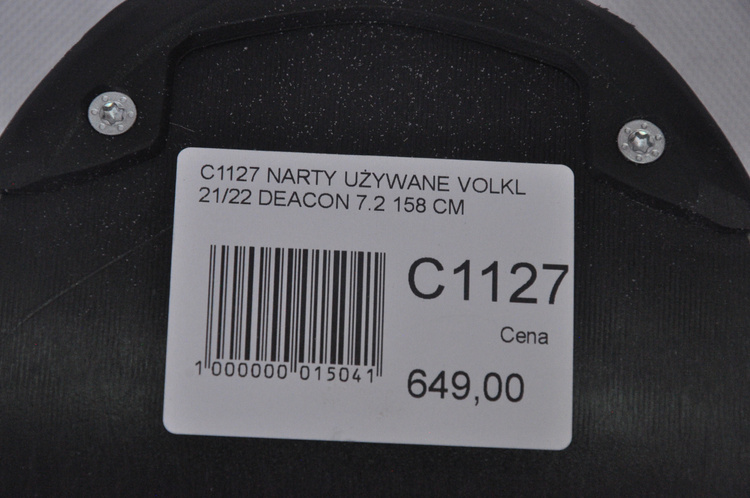 C1127 NARTY UŻYWANE VOLKL
21/22 DEACON 7.2 158 CM
C1127
Cena
649,00
1 000000 015041